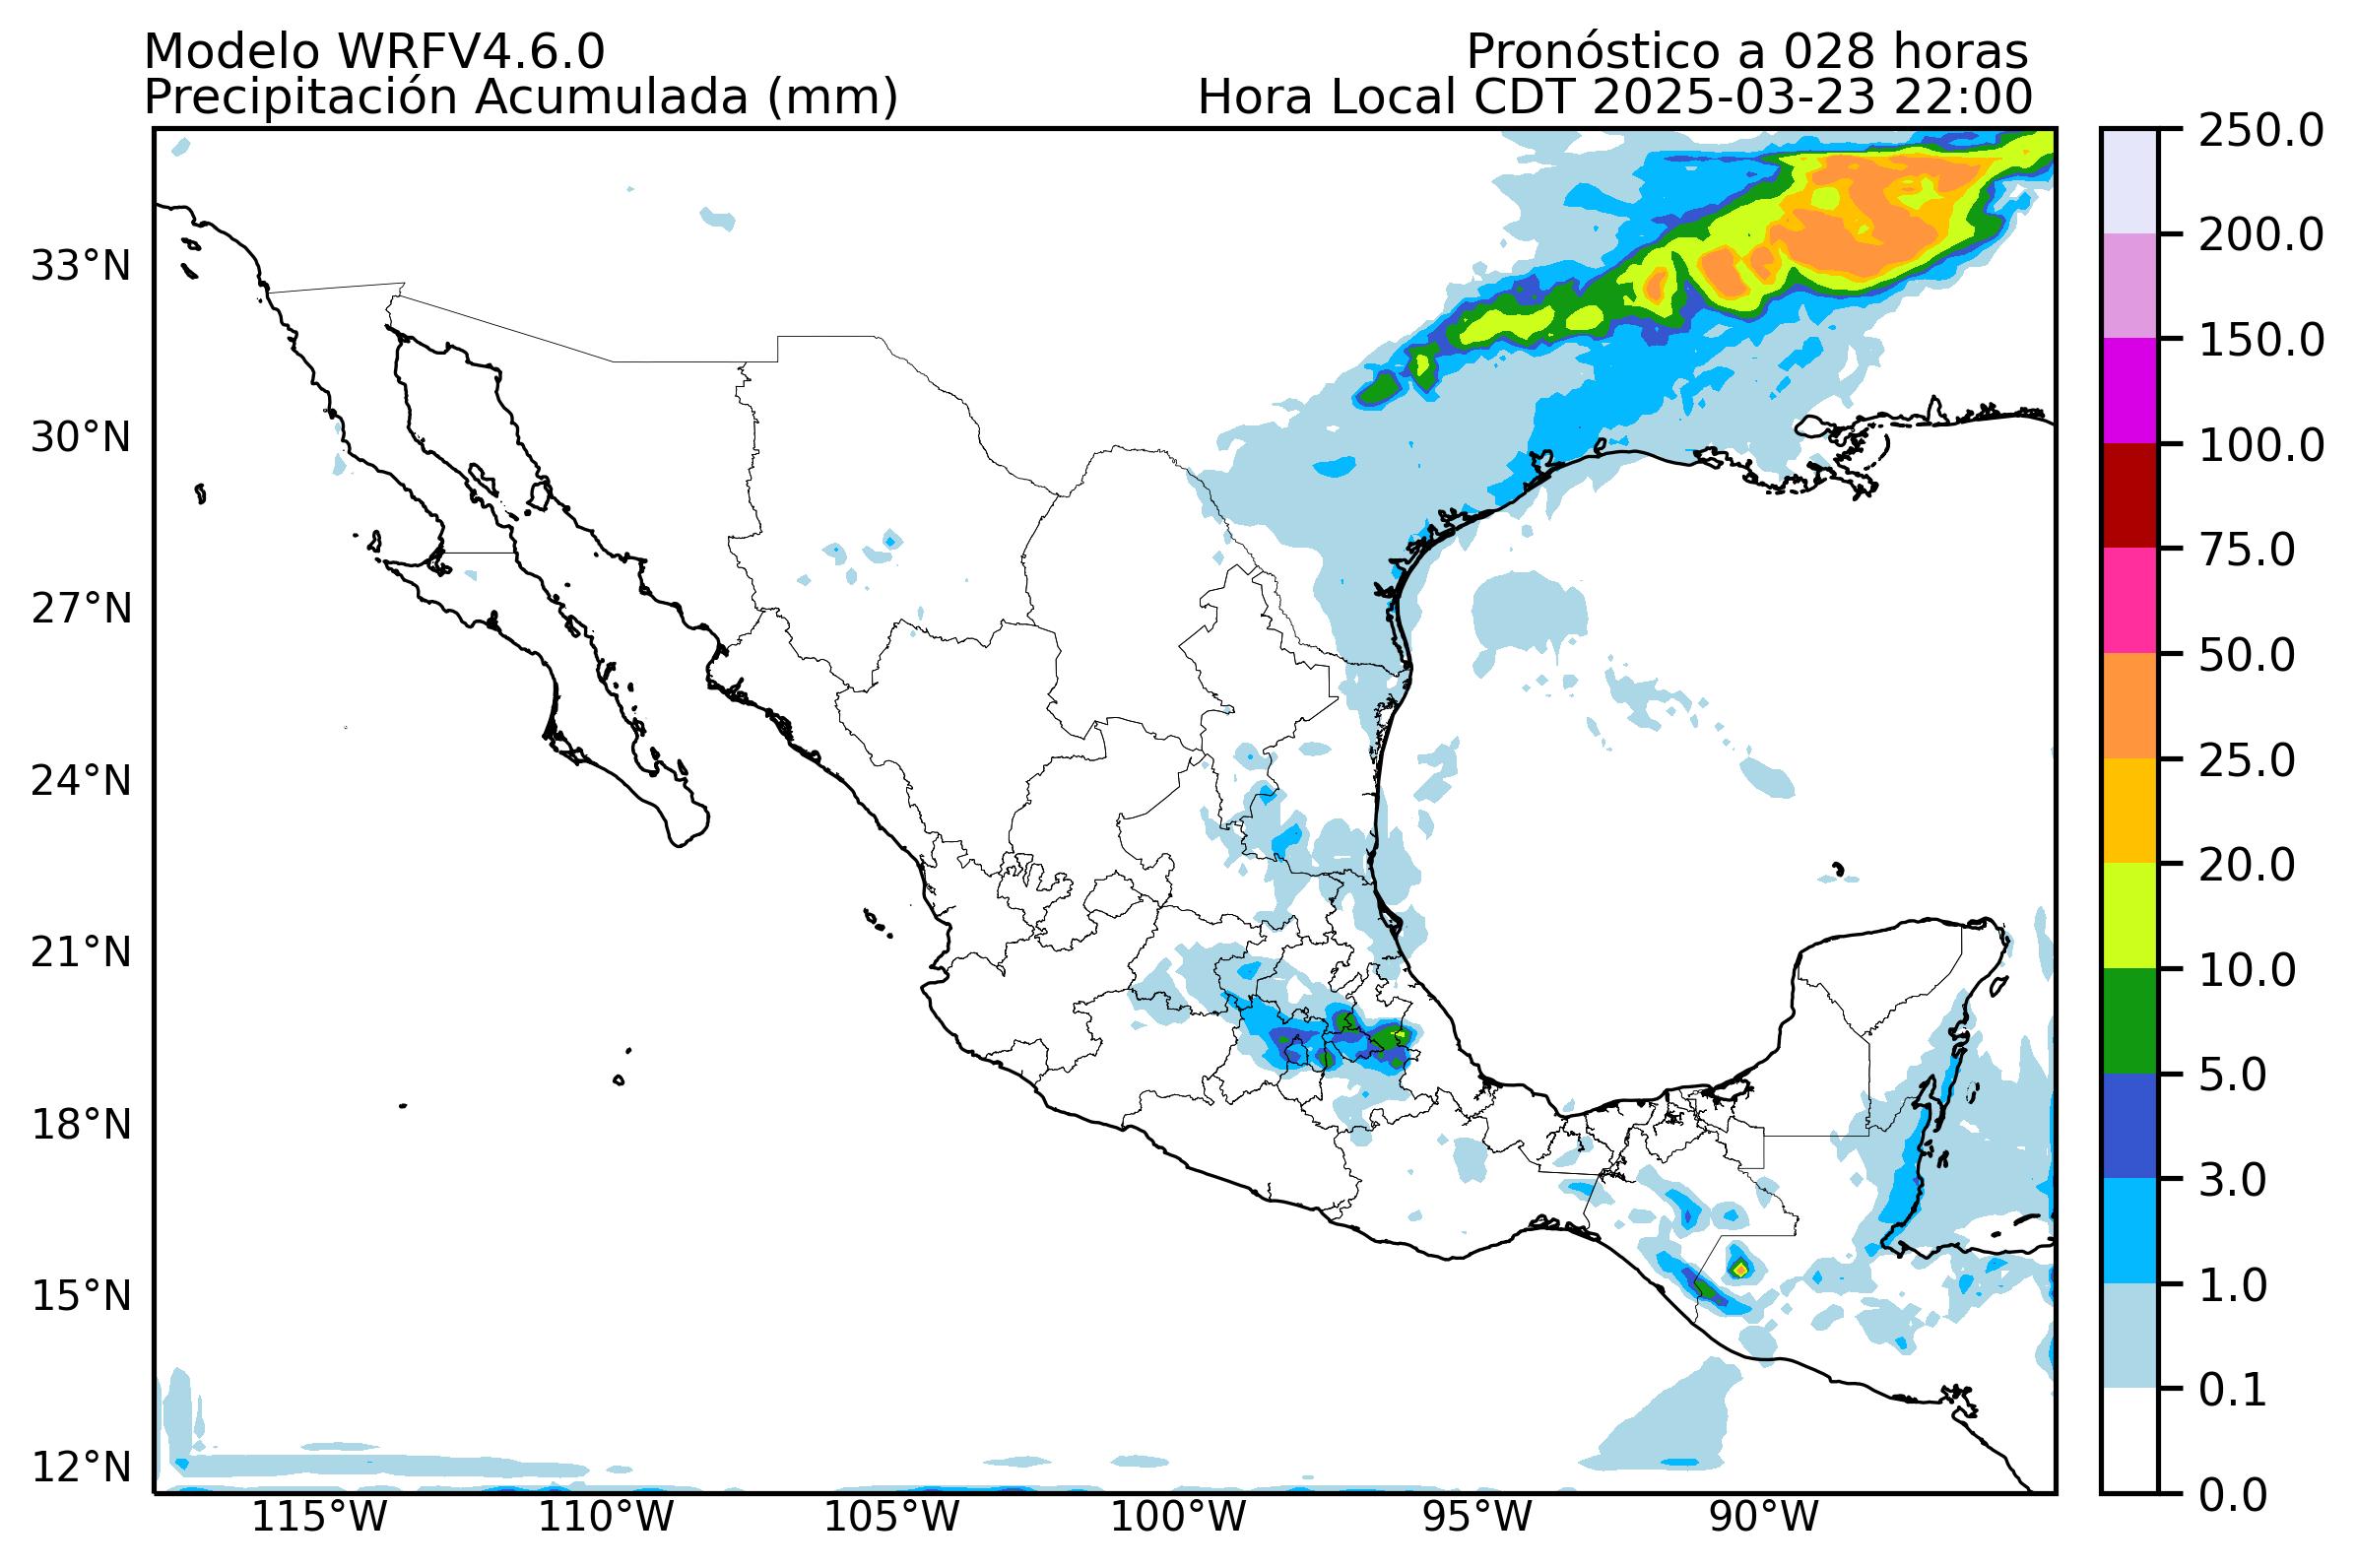 Modelo WRFV4.6.0
Pronóstico a 028 horas
Precipitación Acumulada (mm)
Hora Local CDT 2025-03-23 22:00
33°N
30°N
27°N
24°N
21°N
18°N
15°N
12°N
115°W
110°W
105°W
100°W
95°W
90°W
250.0
200.0
150.0
100.0
75.0
50.0
25.0
20.0
10.0
5.0
3.0
1.0
0.1
0.0